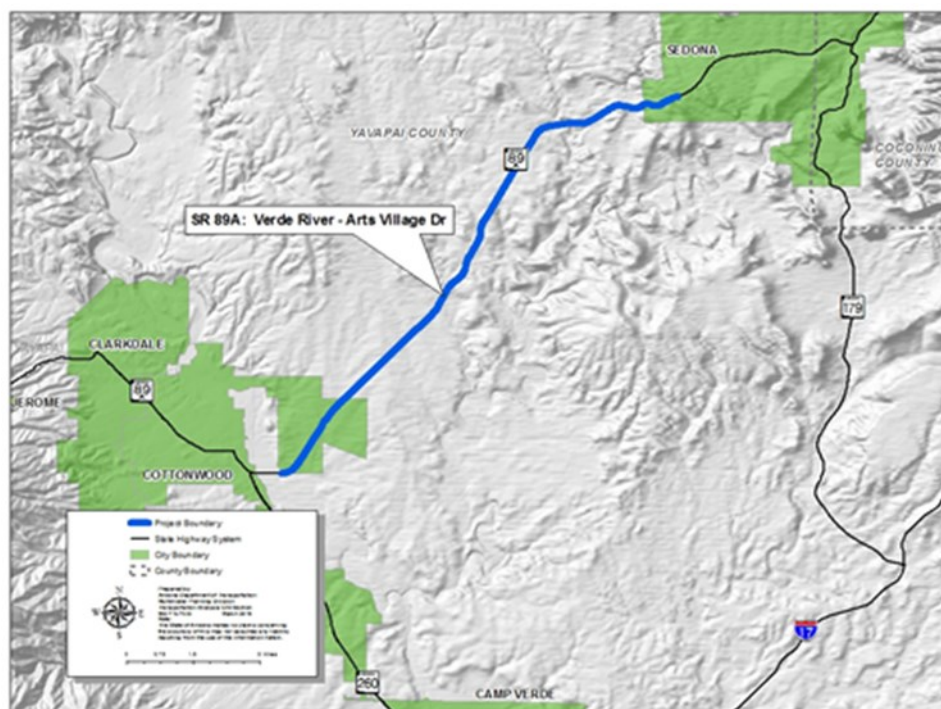 SEDONA
YAVAPAI COUNTY
89
COCONINO
COUNTY
SR 89A: Verde River - Arts Village Dr
179
CLARKDALE
89
JEROME
COTTONWOOD
Project Boundary
State Highway System
City Boundary
County Boundary
N
W
E
S
17
260
CAMP VERDE